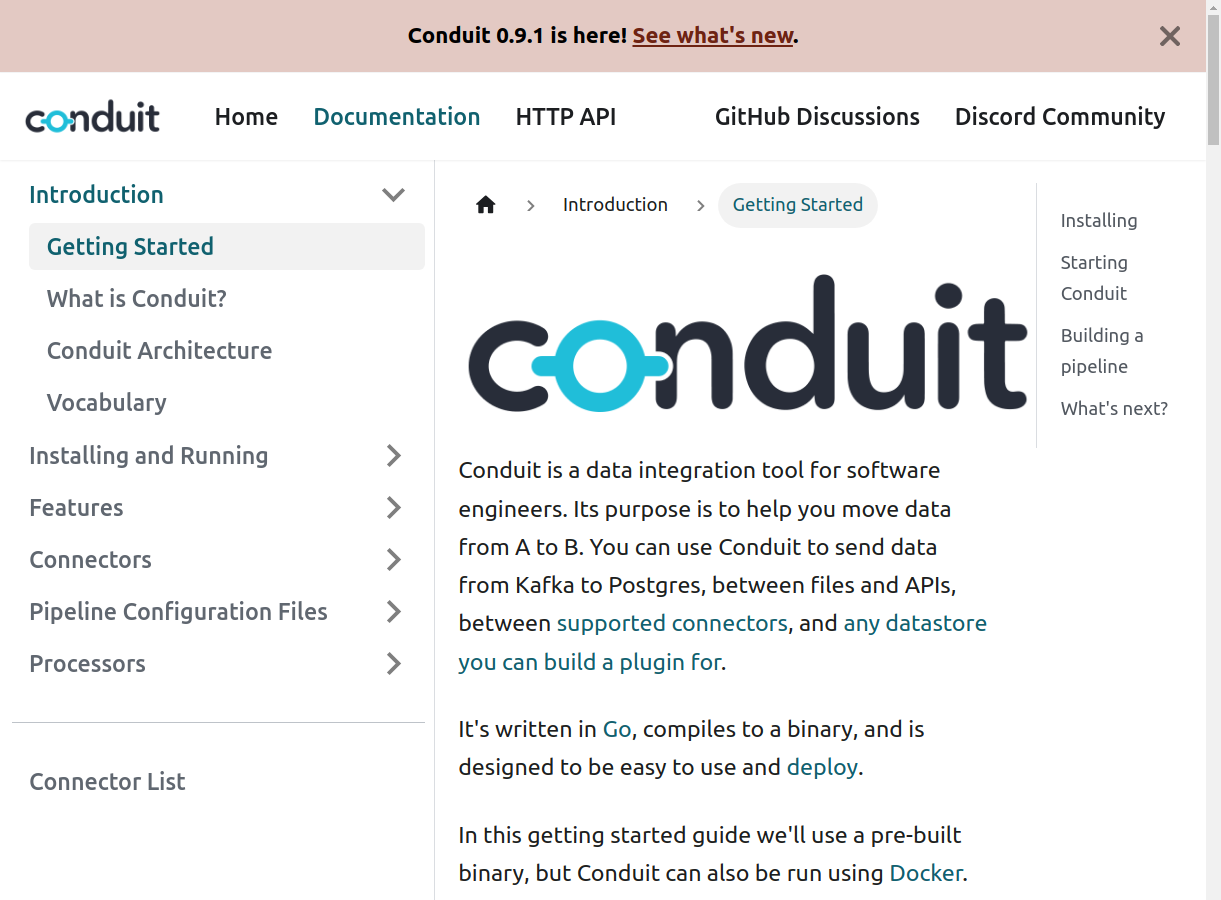 Conduit 0.9.1 is here! See what's new.
conduit
Home
Documentation
HTTP API
GitHub Discussions
Discord Community
Introduction
Getting Started
What is Conduit?
Conduit Architecture
Vocabulary
Installing and Running
Features
Connectors
Pipeline Configuration Files
Processors
Connector List
Introduction
Getting Started
conduit
Conduit is a data integration tool for software
engineers. Its purpose is to help you move data
from A to B. You can use Conduit to send data
from Kafka to Postgres, between files and APIs,
between supported connectors, and any datastore
you can build a plugin for.
It's written in Go, compiles to a binary, and is
designed to be easy to use and deploy.
In this getting started guide we'll use a pre-built
binary, but Conduit can also be run using Docker.
Installing
Starting
Conduit
Building a
pipeline
What's next?